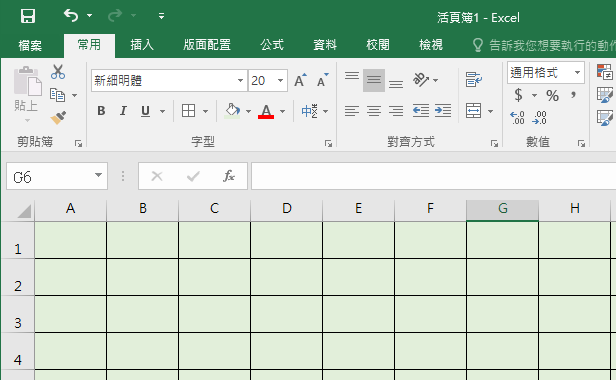 活頁簿1 - Excel
檔案 常用 插入 版面配置 公式 資料 校閱 檢視 告訴我您想要執行的動作
貼上 新細明體 20 A A 通用格式
B I U A 中 $ % ,
剪貼簿 字型 對齊方式 數值
G6 fx
A B C D E F G H
1
2
3
4